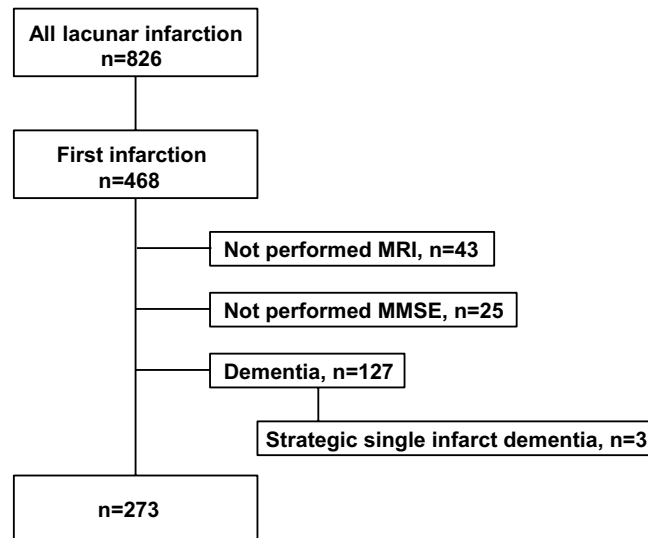 All lacunar infarction
n=826
First infarction
n=468
Not performed MRI, n=43
Not performed MMSE, n=25
Dementia, n=127
Strategic single infarct dementia, n=3
n=273